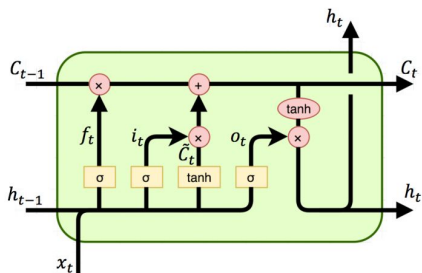 h_t
C_{t-1} × + C_t
tanh
f_t i_t × o_t ×
C̃_t
σ σ tanh σ
h_{t-1} h_t
x_t